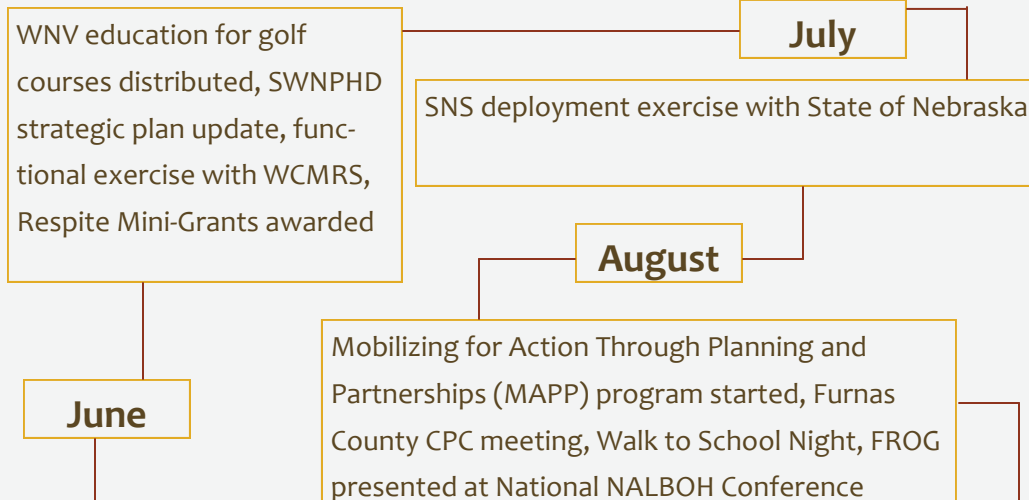 WNV education for golf
courses distributed, SWNPHD
strategic plan update, func-
tional exercise with WCMRS,
Respite Mini-Grants awarded
July
SNS deployment exercise with State of Nebraska
August
Mobilizing for Action Through Planning and
Partnerships (MAPP) program started, Furnas
County CPC meeting, Walk to School Night, FROG
presented at National NALBOH Conference
June